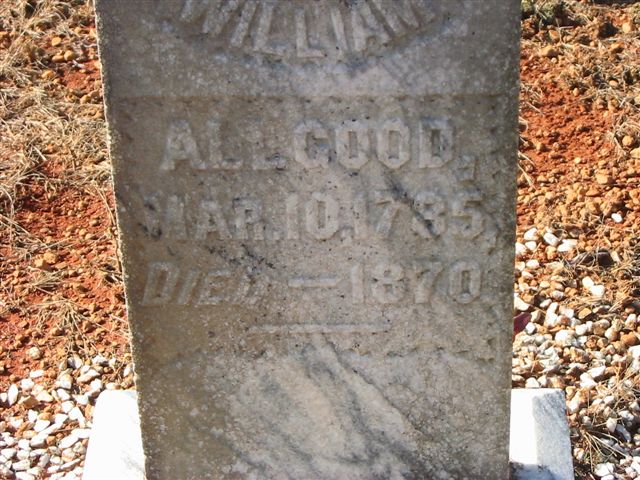 WILLIAM
ALLGOOD,
MAR. 10, 1785,
DIED — 1870